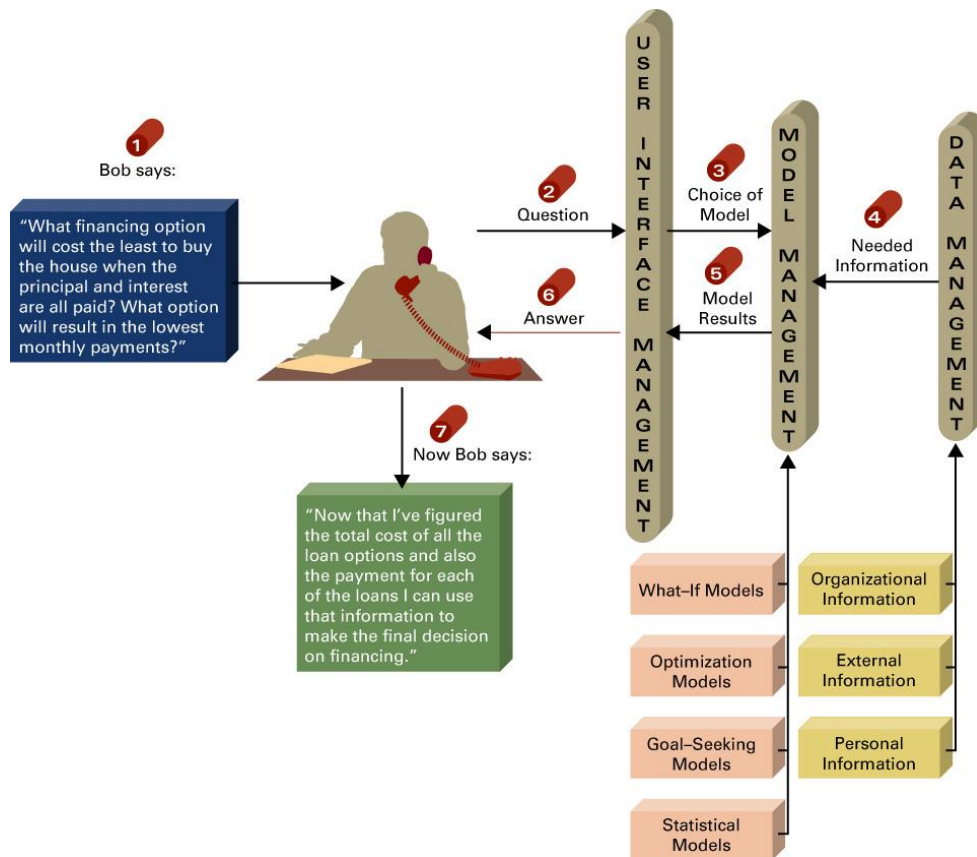 1
Bob says:
“What financing option
will cost the least to buy
the house when the
principal and interest
are all paid? What option
will result in the lowest
monthly payments?”
2
Question
6
Answer
7
Now Bob says:
“Now that I’ve figured
the total cost of all the
loan options and also
the payment for each
of the loans I can use
that information to
make the final decision
on financing.”
USER INTERFACE MANAGEMENT
3
Choice of
Model
5
Model
Results
MODEL MANAGEMENT
4
Needed
Information
DATA MANAGEMENT
What–If Models
Optimization
Models
Goal–Seeking
Models
Statistical
Models
Organizational
Information
External
Information
Personal
Information